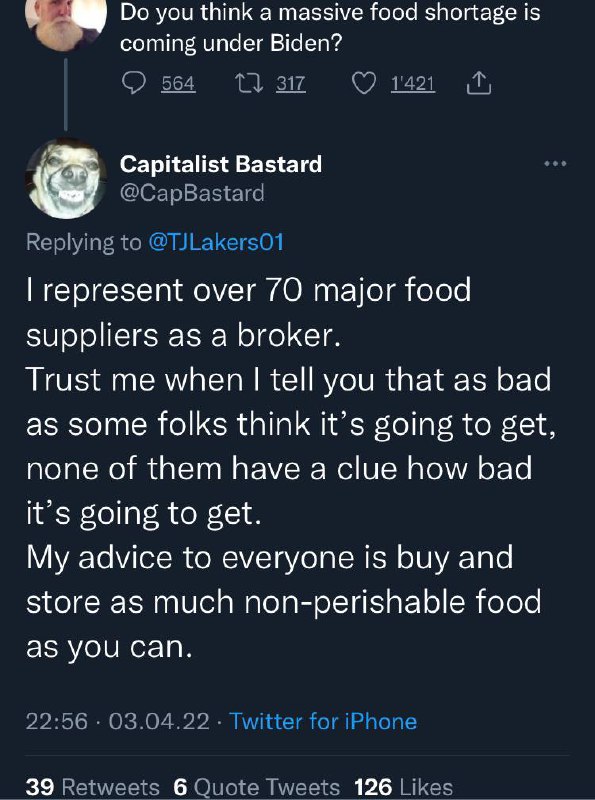 Do you think a massive food shortage is
coming under Biden?
564 317 1'421
Capitalist Bastard
@CapBastard
Replying to @TJLakers01
I represent over 70 major food
suppliers as a broker.
Trust me when I tell you that as bad
as some folks think it's going to get,
none of them have a clue how bad
it's going to get.
My advice to everyone is buy and
store as much non-perishable food
as you can.
22:56 · 03.04.22 · Twitter for iPhone
39 Retweets 6 Quote Tweets 126 Likes